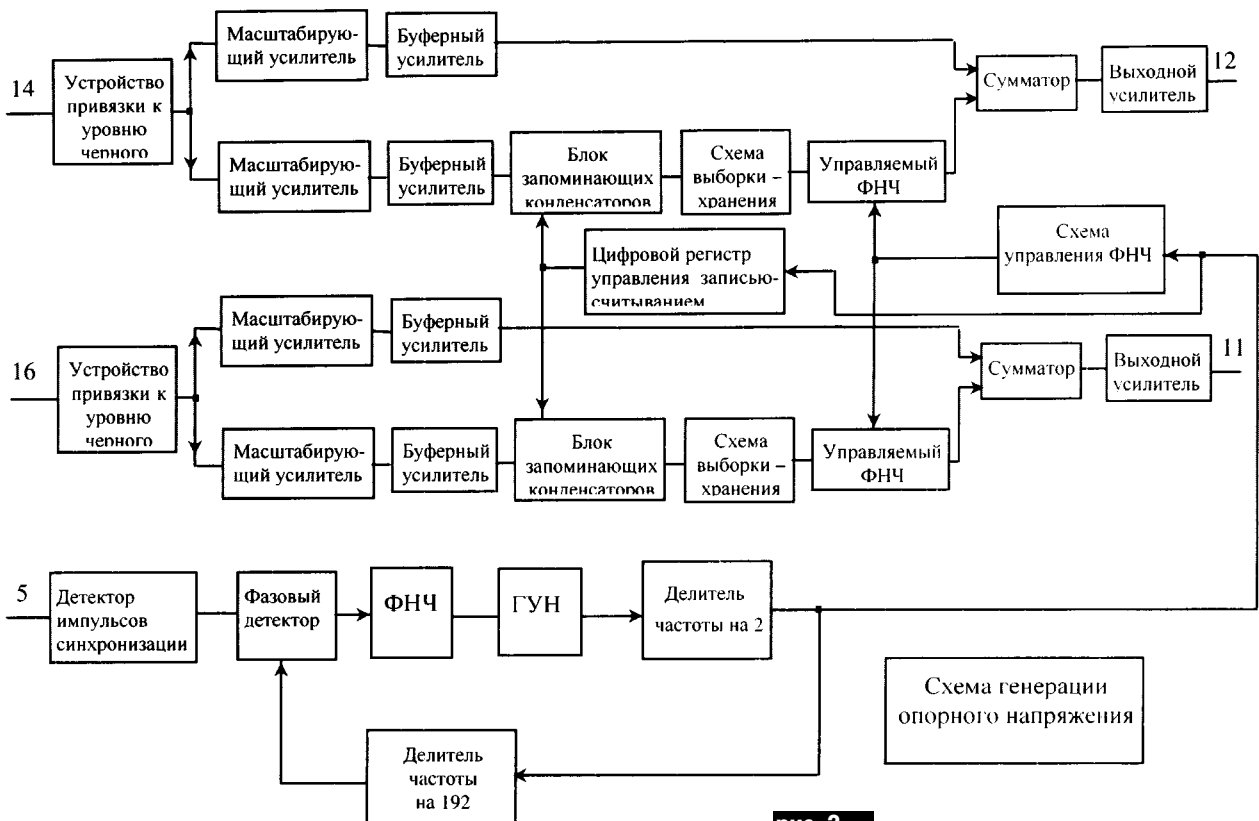 14
Устройство
привязки к
уровню
черного
Масштабирую-
щий усилитель
Буферный
усилитель
Сумматор
Выходной
усилитель
12
Масштабирую-
щий усилитель
Буферный
усилитель
Блок
запоминающих
конденсаторов
Схема
выборки –
хранения
Управляемый
ФНЧ
Цифровой регистр
управления записью-
считыванием
Схема
управления ФНЧ
16
Устройство
привязки к
уровню
черного
Масштабирую-
щий усилитель
Буферный
усилитель
Сумматор
Выходной
усилитель
11
Масштабирую-
щий усилитель
Буферный
усилитель
Блок
запоминающих
конденсаторов
Схема
выборки –
хранения
Управляемый
ФНЧ
5
Детектор
импульсов
синхронизации
Фазовый
детектор
ФНЧ
ГУН
Делитель
частоты на 2
Делитель
частоты
на 192
Схема генерации
опорного напряжения
рис. 2